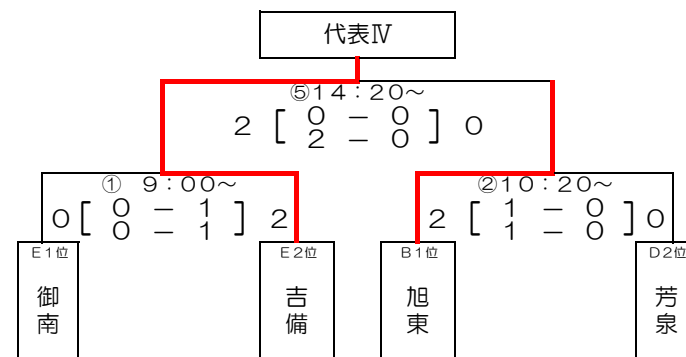 代表Ⅳ
⑤14：20～
2 [ 0 － 0 ] 0
2 － 0
① 9：00～ ②10：20～
0 [ 0 － 1 ] 2 2 [ 1 － 0 ] 0
0 － 1 1 － 0
E1位 E2位 B1位 D2位
御南 吉備 旭東 芳泉